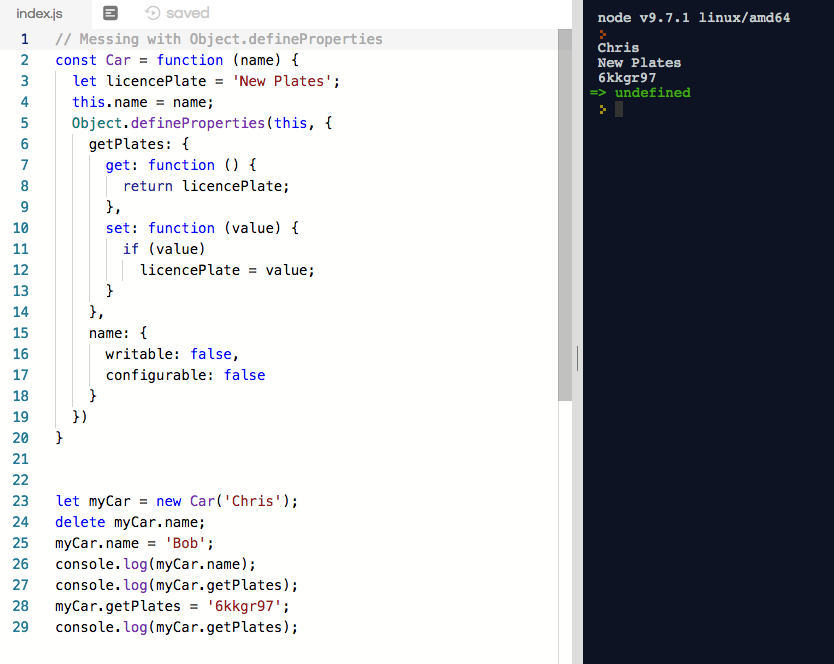 index.js saved
1 // Messing with Object.defineProperties
2 const Car = function (name) {
3 let licencePlate = 'New Plates';
4 this.name = name;
5 Object.defineProperties(this, {
6 getPlates: {
7 get: function () {
8 return licencePlate;
9 },
10 set: function (value) {
11 if (value)
12 licencePlate = value;
13 }
14 },
15 name: {
16 writable: false,
17 configurable: false
18 }
19 })
20 }
21
22
23 let myCar = new Car('Chris');
24 delete myCar.name;
25 myCar.name = 'Bob';
26 console.log(myCar.name);
27 console.log(myCar.getPlates);
28 myCar.getPlates = '6kkgr97';
29 console.log(myCar.getPlates);
node v9.7.1 linux/amd64
Chris
New Plates
6kkgr97
=> undefined